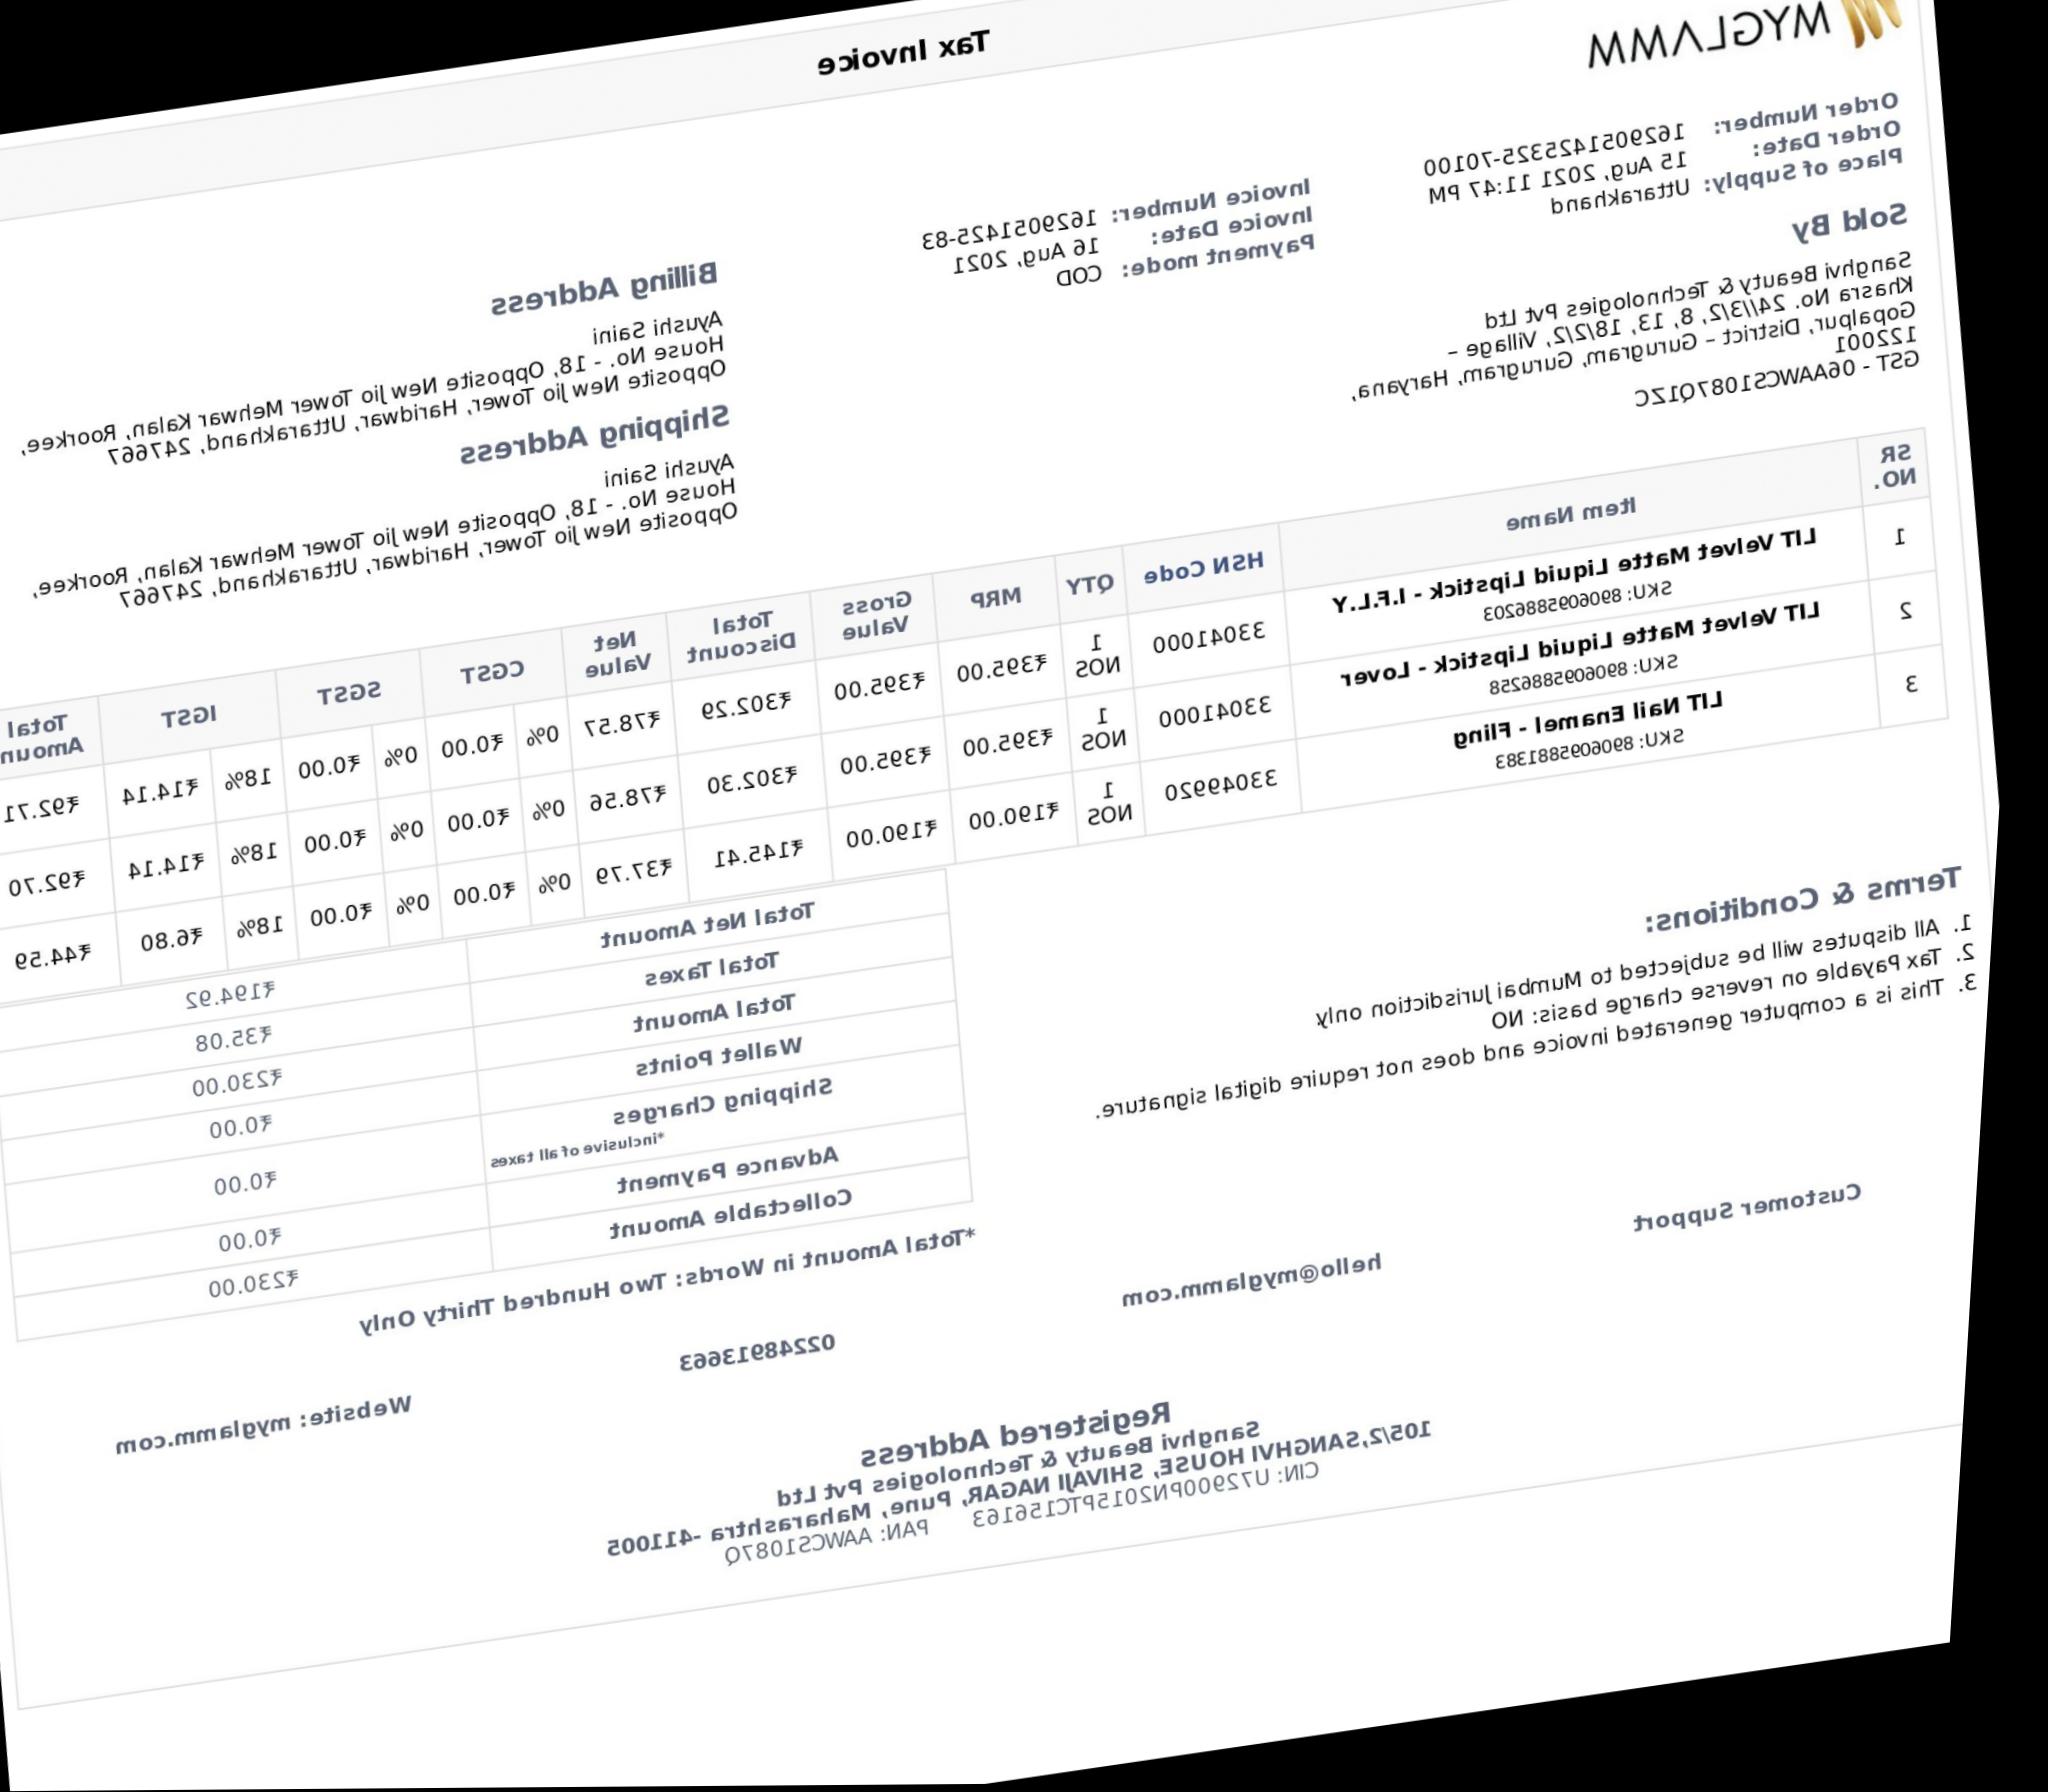 MYGLAMM
Tax Invoice
Order Number: 1629051425325-70100
Order Date: 15 Aug, 2021 11:47 PM
Place of Supply: Uttarakhand
Invoice Number: 1629051425-83
Invoice Date: 16 Aug, 2021
Payment mode: COD
Sold By
Sanghvi Beauty & Technologies Pvt Ltd
Khasra No. 24//3/2, 8, 13, 18/2/2, Village –
Gopalpur, District – Gurugram, Gurugram, Haryana,
122001
GST - 06AAWCS1087Q1ZC
Billing Address
Ayushi Saini
House No. - 18, Opposite New Jio Tower Mehwar Kalan, Roorkee,
Opposite New Jio Tower, Haridwar, Uttarakhand, 247667
Shipping Address
Ayushi Saini
House No. - 18, Opposite New Jio Tower Mehwar Kalan, Roorkee,
Opposite New Jio Tower, Haridwar, Uttarakhand, 247667
SR NO. Item Name HSN Code QTY MRP Gross Value Total Discount Net Value CGST SGST IGST Total
1 LIT Velvet Matte Liquid Lipstick - I.F.L.Y 33041000 1 NOS ₹395.00 ₹395.00 ₹302.29 ₹78.57 0% ₹0.00 0% ₹0.00 18% ₹14.14 ₹92.71
SKU: 8906095886203
2 LIT Velvet Matte Liquid Lipstick - Lover 33041000 1 NOS ₹395.00 ₹395.00 ₹302.30 ₹78.56 0% ₹0.00 0% ₹0.00 18% ₹14.14 ₹92.70
SKU: 8906095886258
3 LIT Nail Enamel - Fling 33049920 1 NOS ₹190.00 ₹190.00 ₹145.41 ₹37.79 0% ₹0.00 0% ₹0.00 18% ₹6.80 ₹44.59
SKU: 8906095881383
Total Net Amount ₹194.92
Total Taxes ₹35.08
Total Amount ₹230.00
Wallet Points ₹0.00
Shipping Charges ₹0.00
*inclusive of all taxes
Advance Payment ₹0.00
Collectable Amount ₹230.00
*Total Amount in Words: Two Hundred Thirty Only
Terms & Conditions:
1. All disputes will be subjected to Mumbai Jurisdiction only
2. Tax Payable on reverse charge basis: NO
3. This is a computer generated invoice and does not require digital signature.
Customer Support hello@myglamm.com 02248913663 Website: myglamm.com
Registered Address
Sanghvi Beauty & Technologies Pvt Ltd
105/2,SANGHVI HOUSE, SHIVAJI NAGAR, Pune, Maharashtra -411005
CIN: U72900PN2015PTC156163 PAN: AAWCS1087Q